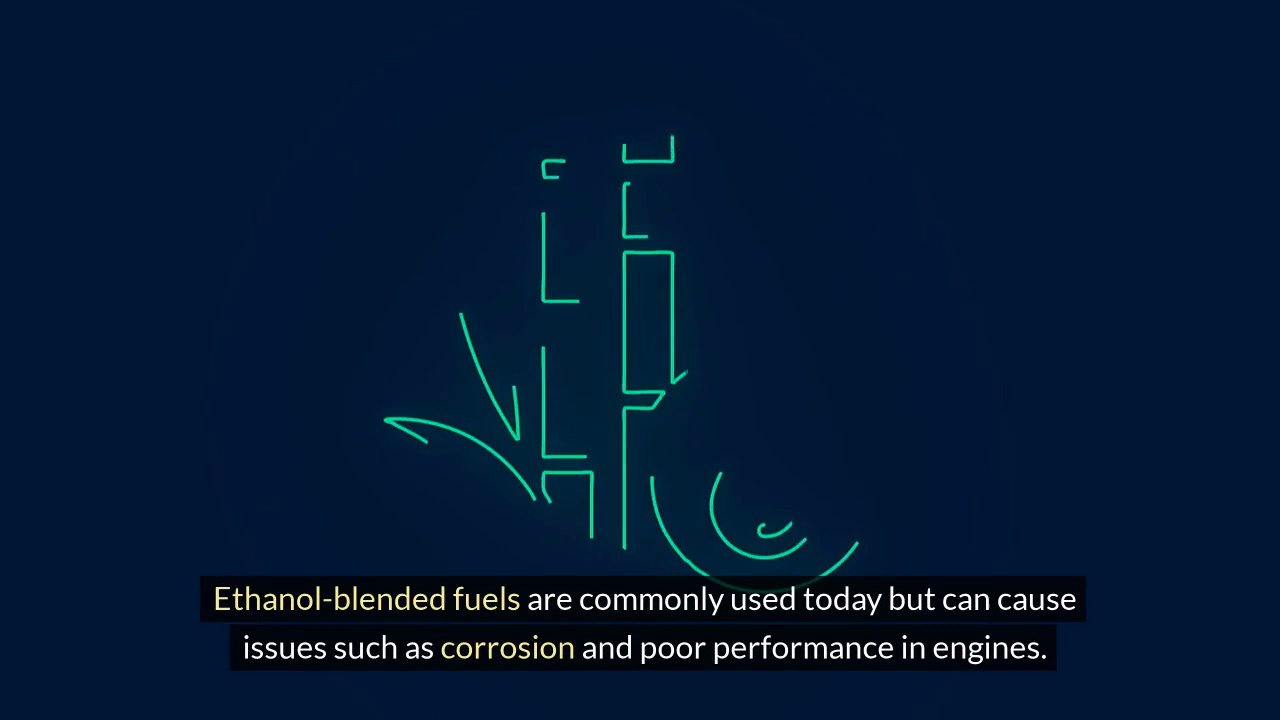 Ethanol-blended fuels are commonly used today but can cause
issues such as corrosion and poor performance in engines.